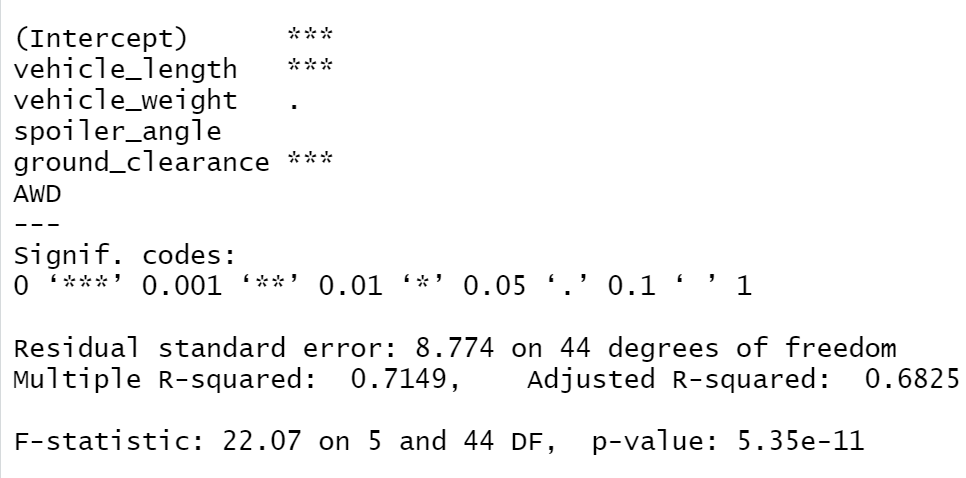 (Intercept)      ***
vehicle_length   ***
vehicle_weight   .
spoiler_angle
ground_clearance ***
AWD
---
Signif. codes:
0 ‘***’ 0.001 ‘**’ 0.01 ‘*’ 0.05 ‘.’ 0.1 ‘ ’ 1
Residual standard error: 8.774 on 44 degrees of freedom
Multiple R-squared:  0.7149,    Adjusted R-squared:  0.6825
F-statistic: 22.07 on 5 and 44 DF,  p-value: 5.35e-11